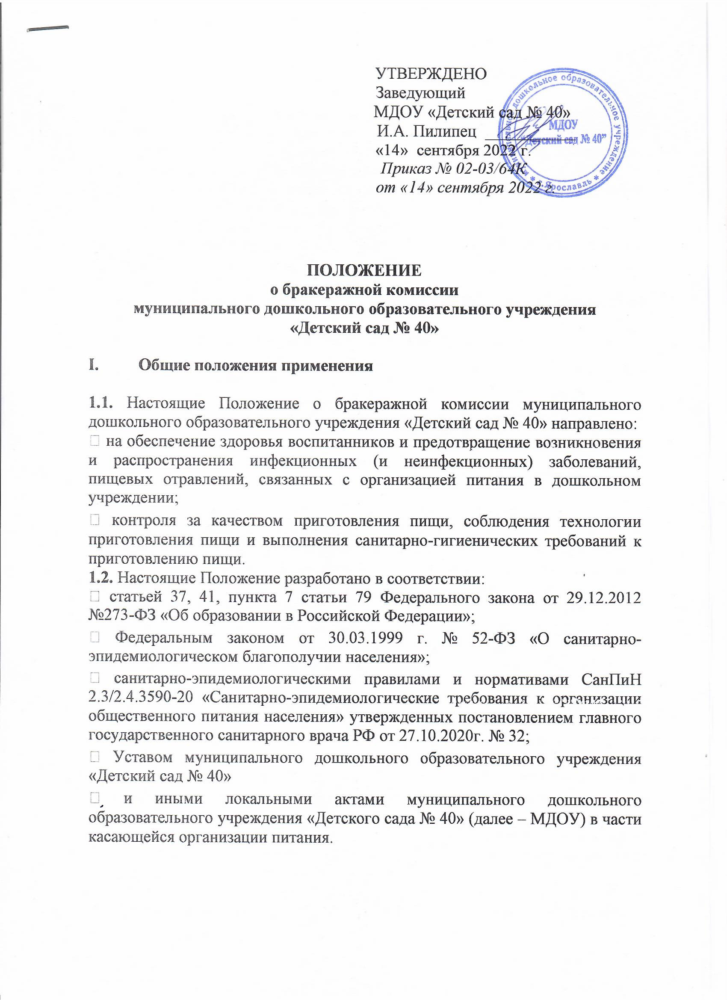 УТВЕРЖДЕНО
Заведующий
МДОУ «Детский сад № 40»
И.А. Пилипец
«14» сентября 2022 г.
Приказ № 02-03/64К
от «14» сентября 2022 г.
муниципальное дошкольное образовательное учреждение * г.Ярославль *
МДОУ
“Детский сад № 40”
ПОЛОЖЕНИЕ
о бракеражной комиссии
муниципального дошкольного образовательного учреждения
«Детский сад № 40»
I. Общие положения применения
1.1. Настоящие Положение о бракеражной комиссии муниципального
дошкольного образовательного учреждения «Детский сад № 40» направлено:
на обеспечение здоровья воспитанников и предотвращение возникновения
и распространения инфекционных (и неинфекционных) заболеваний,
пищевых отравлений, связанных с организацией питания в дошкольном
учреждении;
контроля за качеством приготовления пищи, соблюдения технологии
приготовления пищи и выполнения санитарно-гигиенических требований к
приготовлению пищи.
1.2. Настоящие Положение разработано в соответствии:
статьей 37, 41, пункта 7 статьи 79 Федерального закона от 29.12.2012
№273-ФЗ «Об образовании в Российской Федерации»;
Федеральным законом от 30.03.1999 г. № 52-ФЗ «О санитарно-
эпидемиологическом благополучии населения»;
санитарно-эпидемиологическими правилами и нормативами СанПиН
2.3/2.4.3590-20 «Санитарно-эпидемиологические требования к организации
общественного питания населения» утвержденных постановлением главного
государственного санитарного врача РФ от 27.10.2020г. № 32;
Уставом муниципального дошкольного образовательного учреждения
«Детский сад № 40»
и иными локальными актами муниципального дошкольного
образовательного учреждения «Детского сада № 40» (далее – МДОУ) в части
касающейся организации питания.